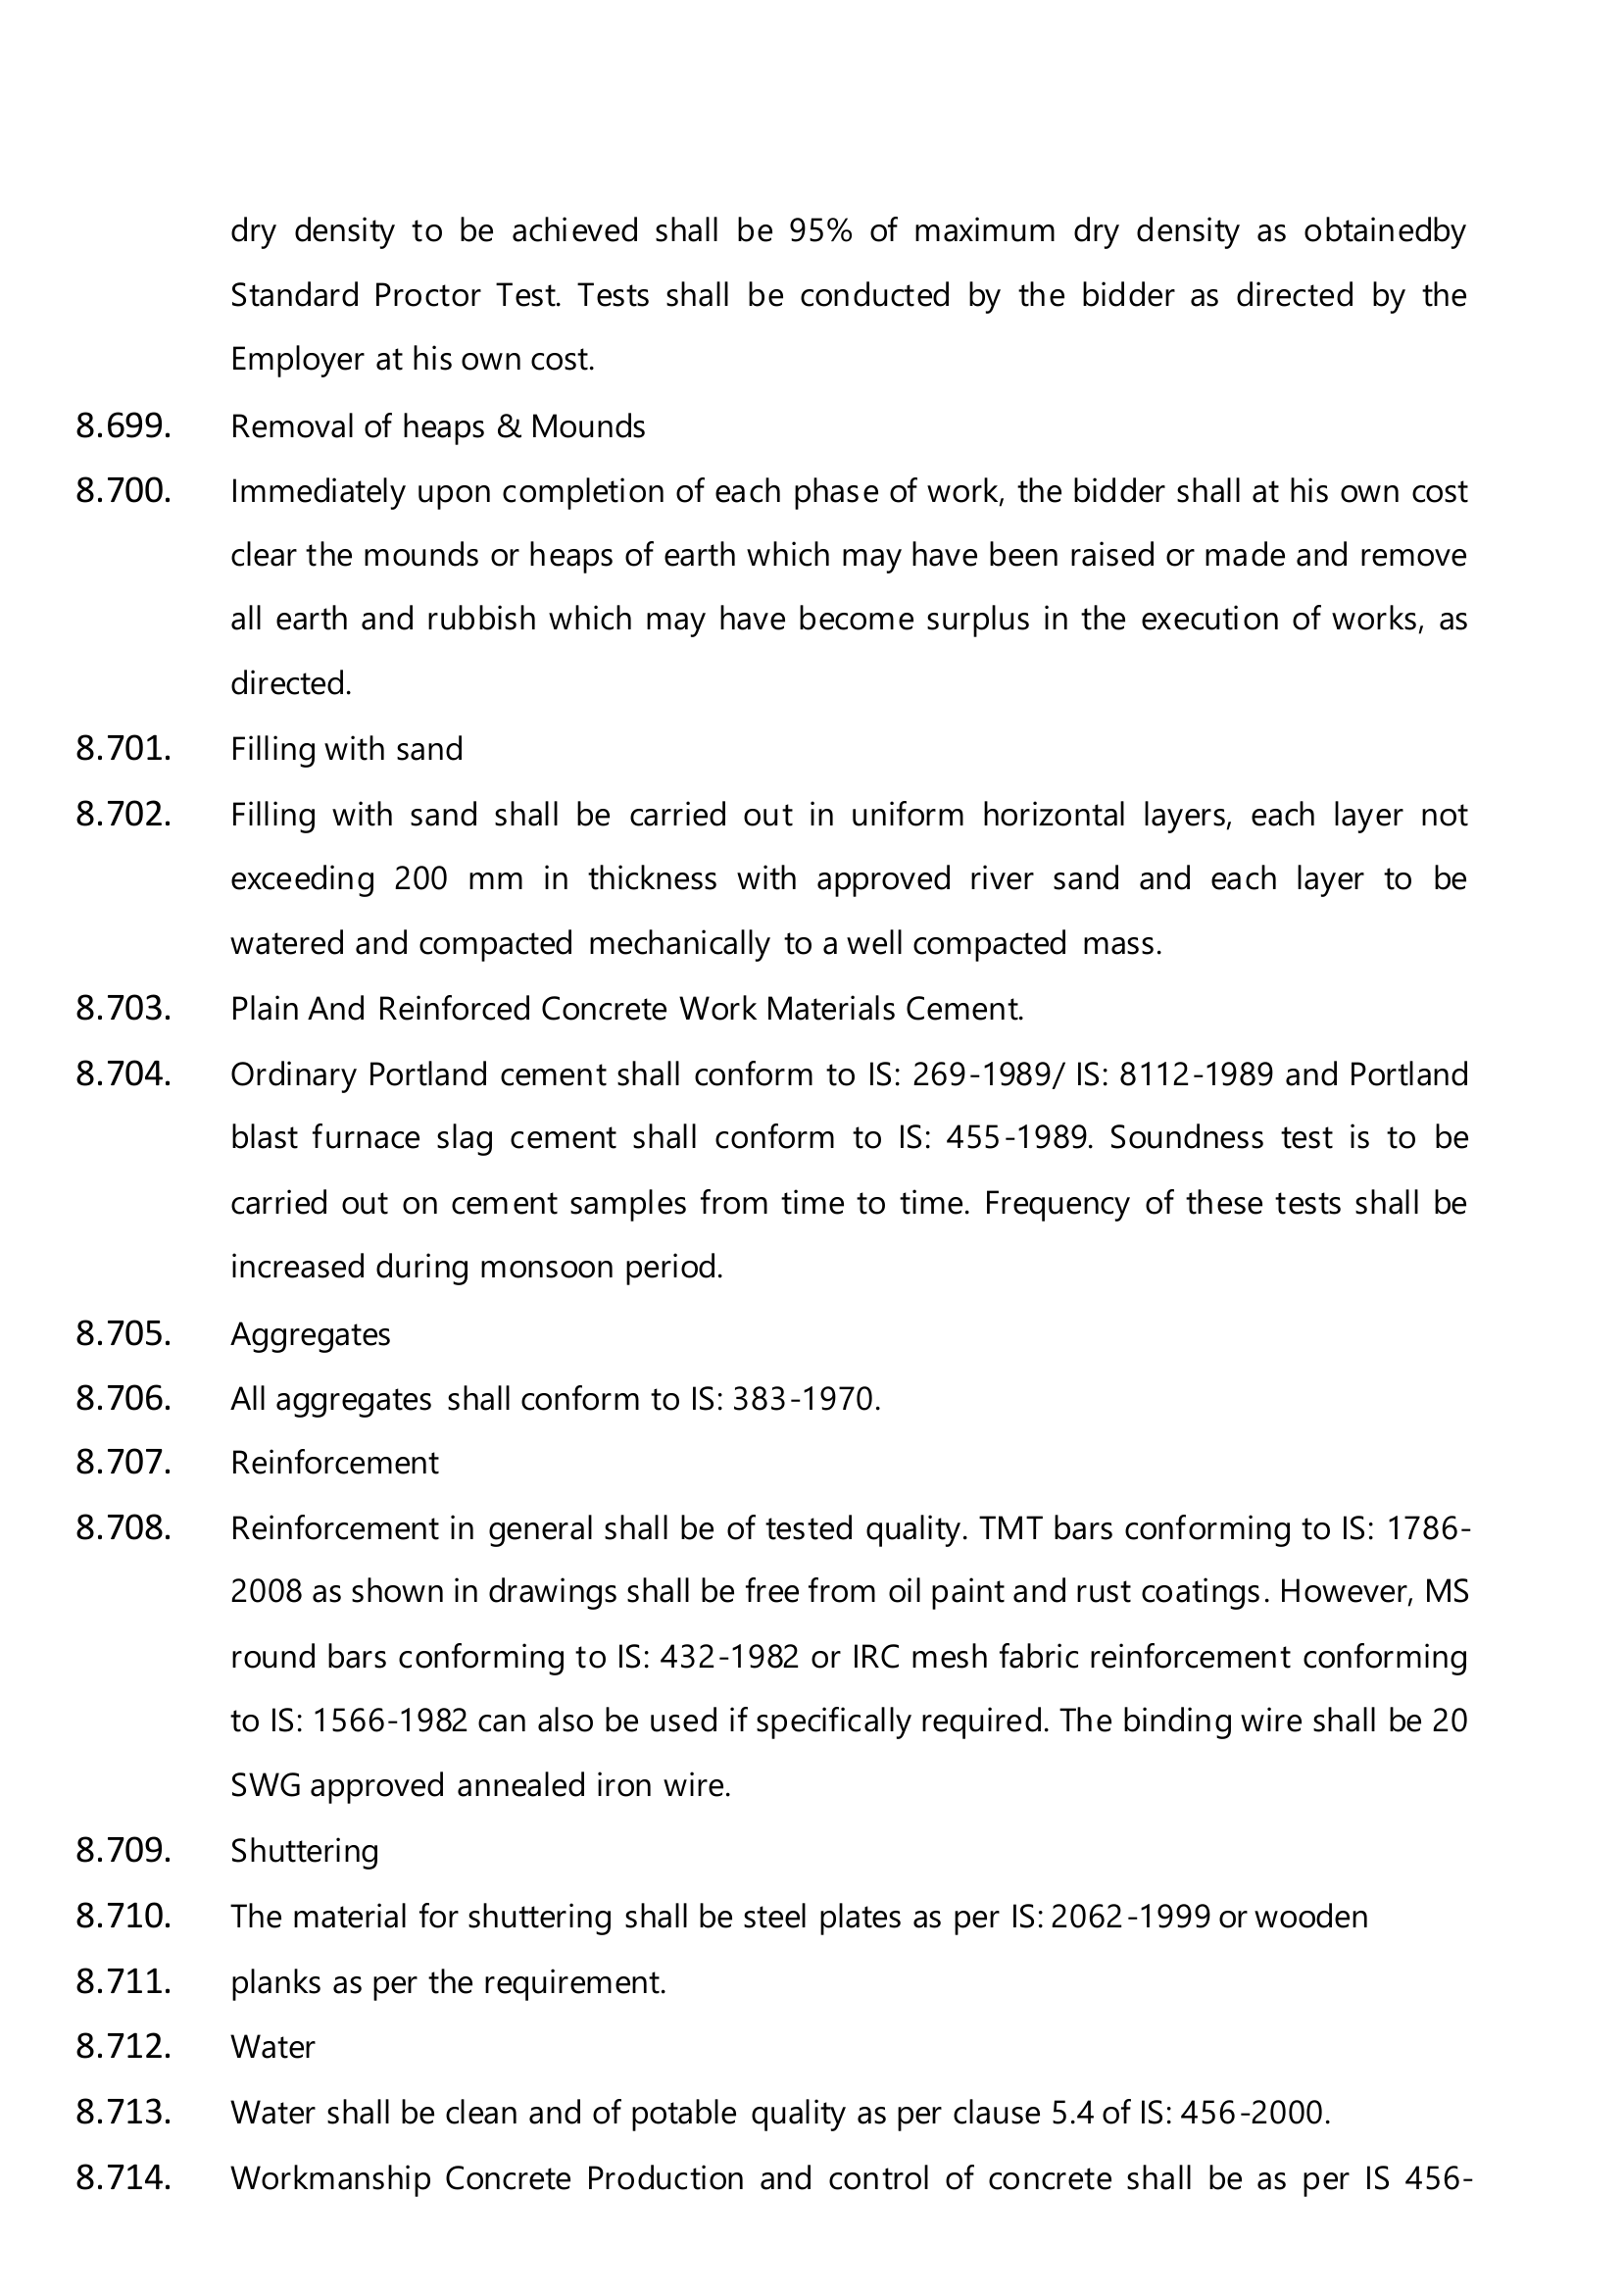 dry density to be achieved shall be 95% of maximum dry density as obtainedby
Standard Proctor Test. Tests shall be conducted by the bidder as directed by the
Employer at his own cost.
8.699. Removal of heaps & Mounds
8.700. Immediately upon completion of each phase of work, the bidder shall at his own cost
clear the mounds or heaps of earth which may have been raised or made and remove
all earth and rubbish which may have become surplus in the execution of works, as
directed.
8.701. Filling with sand
8.702. Filling with sand shall be carried out in uniform horizontal layers, each layer not
exceeding 200 mm in thickness with approved river sand and each layer to be
watered and compacted mechanically to a well compacted mass.
8.703. Plain And Reinforced Concrete Work Materials Cement.
8.704. Ordinary Portland cement shall conform to IS: 269-1989/ IS: 8112-1989 and Portland
blast furnace slag cement shall conform to IS: 455-1989. Soundness test is to be
carried out on cement samples from time to time. Frequency of these tests shall be
increased during monsoon period.
8.705. Aggregates
8.706. All aggregates shall conform to IS: 383-1970.
8.707. Reinforcement
8.708. Reinforcement in general shall be of tested quality. TMT bars conforming to IS: 1786-
2008 as shown in drawings shall be free from oil paint and rust coatings. However, MS
round bars conforming to IS: 432-1982 or IRC mesh fabric reinforcement conforming
to IS: 1566-1982 can also be used if specifically required. The binding wire shall be 20
SWG approved annealed iron wire.
8.709. Shuttering
8.710. The material for shuttering shall be steel plates as per IS: 2062-1999 or wooden
8.711. planks as per the requirement.
8.712. Water
8.713. Water shall be clean and of potable quality as per clause 5.4 of IS: 456-2000.
8.714. Workmanship Concrete Production and control of concrete shall be as per IS 456-